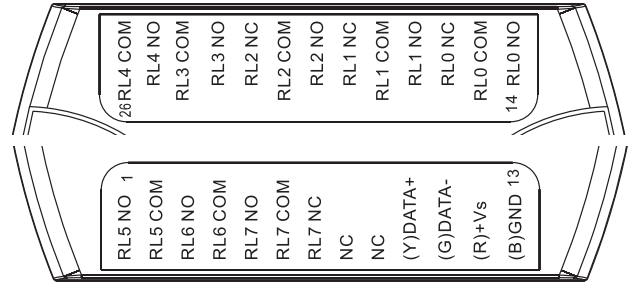 26 RL4 COM
RL4 NO
RL3 COM
RL3 NO
RL2 NC
RL2 COM
RL2 NO
RL1 NC
RL1 COM
RL1 NO
RL0 NC
RL0 COM
14 RL0 NO
RL5 NO 1
RL5 COM
RL6 NO
RL6 COM
RL7 NO
RL7 COM
RL7 NC
NC
NC
(Y)DATA+
(G)DATA-
(R)+Vs
(B)GND 13